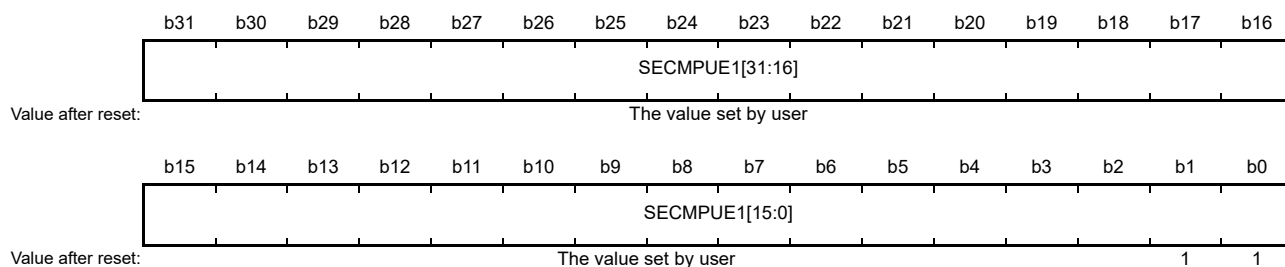 b31 b30 b29 b28 b27 b26 b25 b24 b23 b22 b21 b20 b19 b18 b17 b16
SECMPUE1[31:16]
Value after reset: The value set by user
b15 b14 b13 b12 b11 b10 b9 b8 b7 b6 b5 b4 b3 b2 b1 b0
SECMPUE1[15:0]
Value after reset: The value set by user 1 1